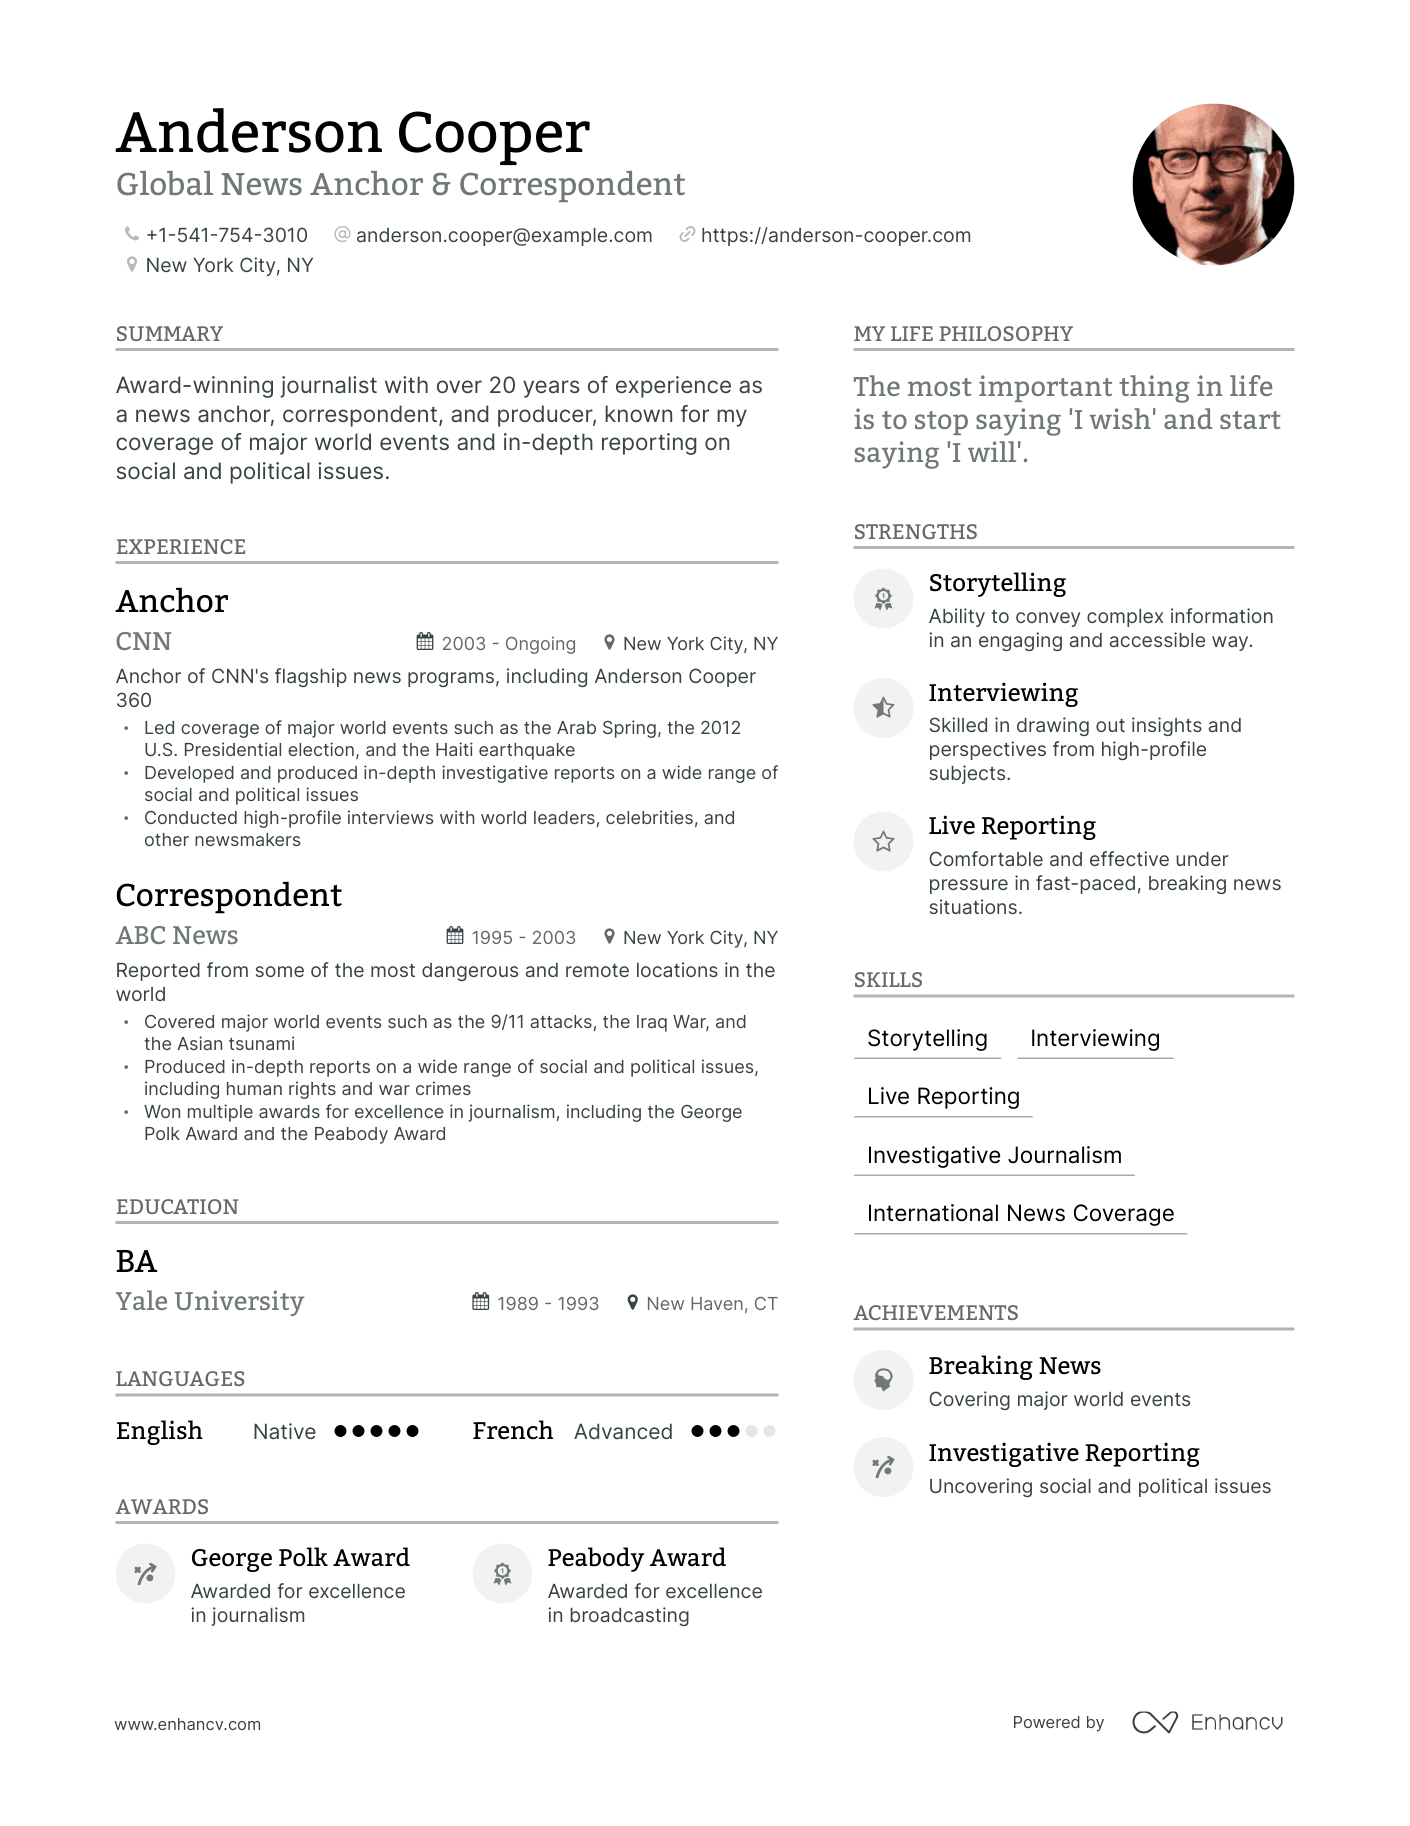 Anderson Cooper
Global News Anchor & Correspondent
+1-541-754-3010 anderson.cooper@example.com https://anderson-cooper.com
New York City, NY
SUMMARY
Award-winning journalist with over 20 years of experience as
a news anchor, correspondent, and producer, known for my
coverage of major world events and in-depth reporting on
social and political issues.
EXPERIENCE
Anchor
CNN 2003 - Ongoing New York City, NY
Anchor of CNN's flagship news programs, including Anderson Cooper
360
• Led coverage of major world events such as the Arab Spring, the 2012
U.S. Presidential election, and the Haiti earthquake
• Developed and produced in-depth investigative reports on a wide range of
social and political issues
• Conducted high-profile interviews with world leaders, celebrities, and
other newsmakers
Correspondent
ABC News 1995 - 2003 New York City, NY
Reported from some of the most dangerous and remote locations in the
world
• Covered major world events such as the 9/11 attacks, the Iraq War, and
the Asian tsunami
• Produced in-depth reports on a wide range of social and political issues,
including human rights and war crimes
• Won multiple awards for excellence in journalism, including the George
Polk Award and the Peabody Award
EDUCATION
BA
Yale University 1989 - 1993 New Haven, CT
LANGUAGES
English Native French Advanced
AWARDS
George Polk Award
Awarded for excellence
in journalism
Peabody Award
Awarded for excellence
in broadcasting
MY LIFE PHILOSOPHY
The most important thing in life
is to stop saying 'I wish' and start
saying 'I will'.
STRENGTHS
Storytelling
Ability to convey complex information
in an engaging and accessible way.
Interviewing
Skilled in drawing out insights and
perspectives from high-profile
subjects.
Live Reporting
Comfortable and effective under
pressure in fast-paced, breaking news
situations.
SKILLS
Storytelling Interviewing
Live Reporting
Investigative Journalism
International News Coverage
ACHIEVEMENTS
Breaking News
Covering major world events
Investigative Reporting
Uncovering social and political issues
www.enhancv.com
Powered by Enhancv